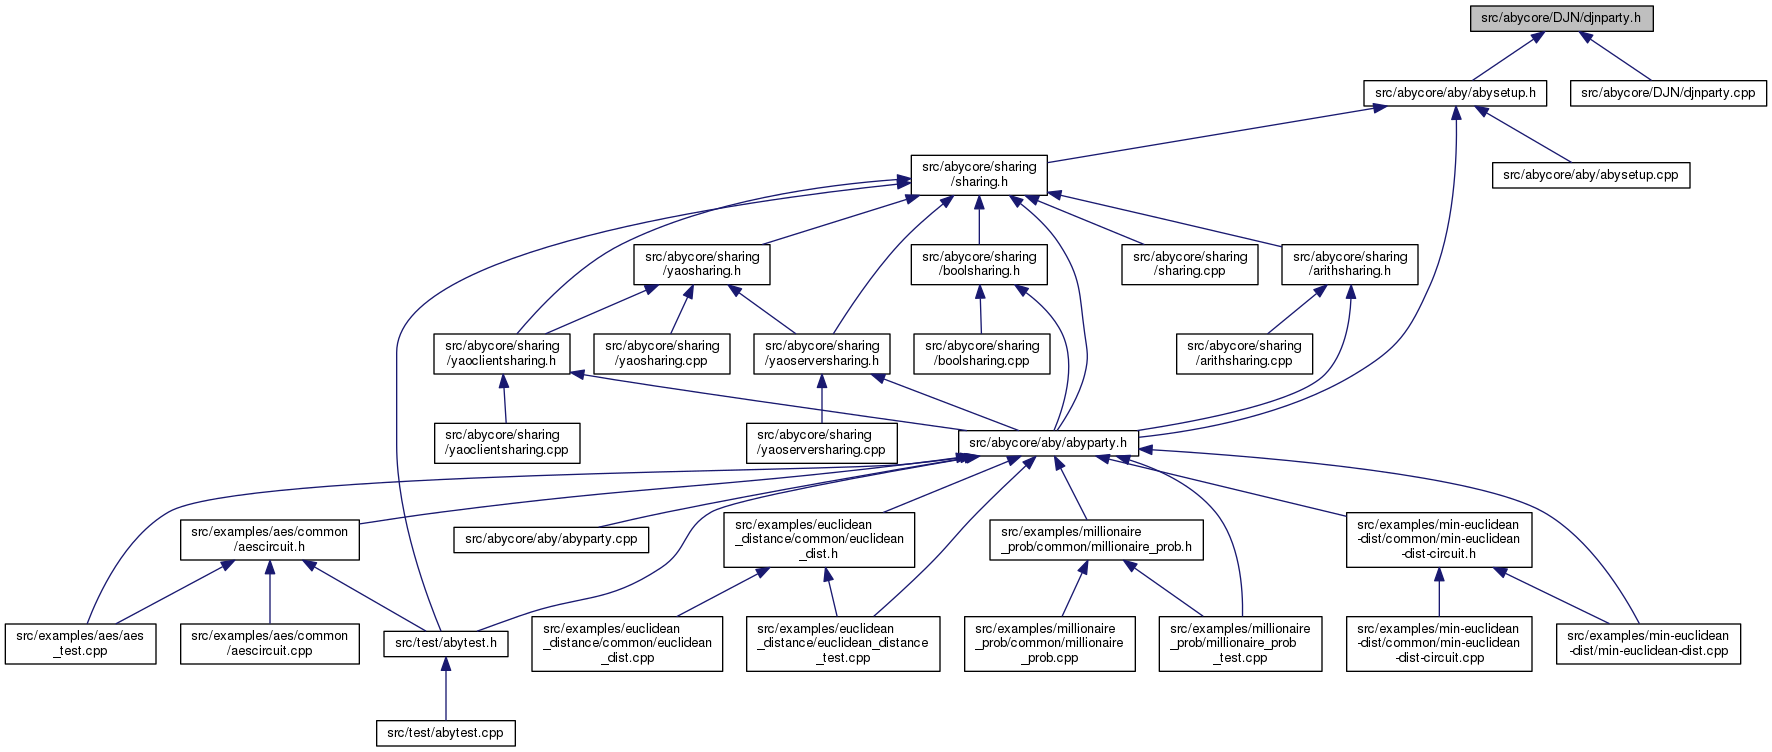 src/abycore/DJN/djnparty.h
src/abycore/aby/abysetup.h
src/abycore/DJN/djnparty.cpp
src/abycore/sharing
/sharing.h
src/abycore/aby/abysetup.cpp
src/abycore/sharing
/yaosharing.h
src/abycore/sharing
/boolsharing.h
src/abycore/sharing
/sharing.cpp
src/abycore/sharing
/arithsharing.h
src/abycore/sharing
/yaoclientsharing.h
src/abycore/sharing
/yaosharing.cpp
src/abycore/sharing
/yaoserversharing.h
src/abycore/sharing
/boolsharing.cpp
src/abycore/sharing
/arithsharing.cpp
src/abycore/sharing
/yaoclientsharing.cpp
src/abycore/sharing
/yaoserversharing.cpp
src/abycore/aby/abyparty.h
src/examples/aes/common
/aescircuit.h
src/abycore/aby/abyparty.cpp
src/examples/euclidean
_distance/common/euclidean
_dist.h
src/examples/millionaire
_prob/common/millionaire_prob.h
src/examples/min-euclidean
-dist/common/min-euclidean
-dist-circuit.h
src/examples/aes/aes
_test.cpp
src/examples/aes/common
/aescircuit.cpp
src/test/abytest.h
src/examples/euclidean
_distance/common/euclidean
_dist.cpp
src/examples/euclidean
_distance/euclidean_distance
_test.cpp
src/examples/millionaire
_prob/common/millionaire
_prob.cpp
src/examples/millionaire
_prob/millionaire_prob
_test.cpp
src/examples/min-euclidean
-dist/common/min-euclidean
-dist-circuit.cpp
src/examples/min-euclidean
-dist/min-euclidean-dist.cpp
src/test/abytest.cpp